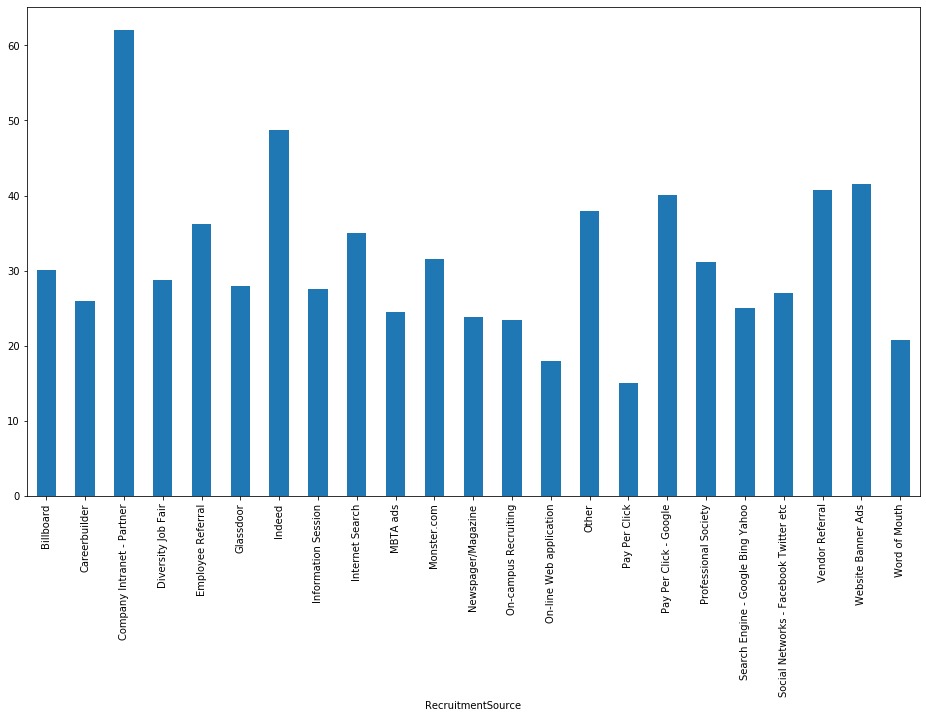 60
50
40
30
20
10
0
Billboard
Careerbuilder
Company Intranet - Partner
Diversity Job Fair
Employee Referral
Glassdoor
Indeed
Information Session
Internet Search
MBTA ads
Monster.com
Newspager/Magazine
On-campus Recruiting
On-line Web application
Other
Pay Per Click
Pay Per Click - Google
Professional Society
Search Engine - Google Bing Yahoo
Social Networks - Facebook Twitter etc
Vendor Referral
Website Banner Ads
Word of Mouth
RecruitmentSource